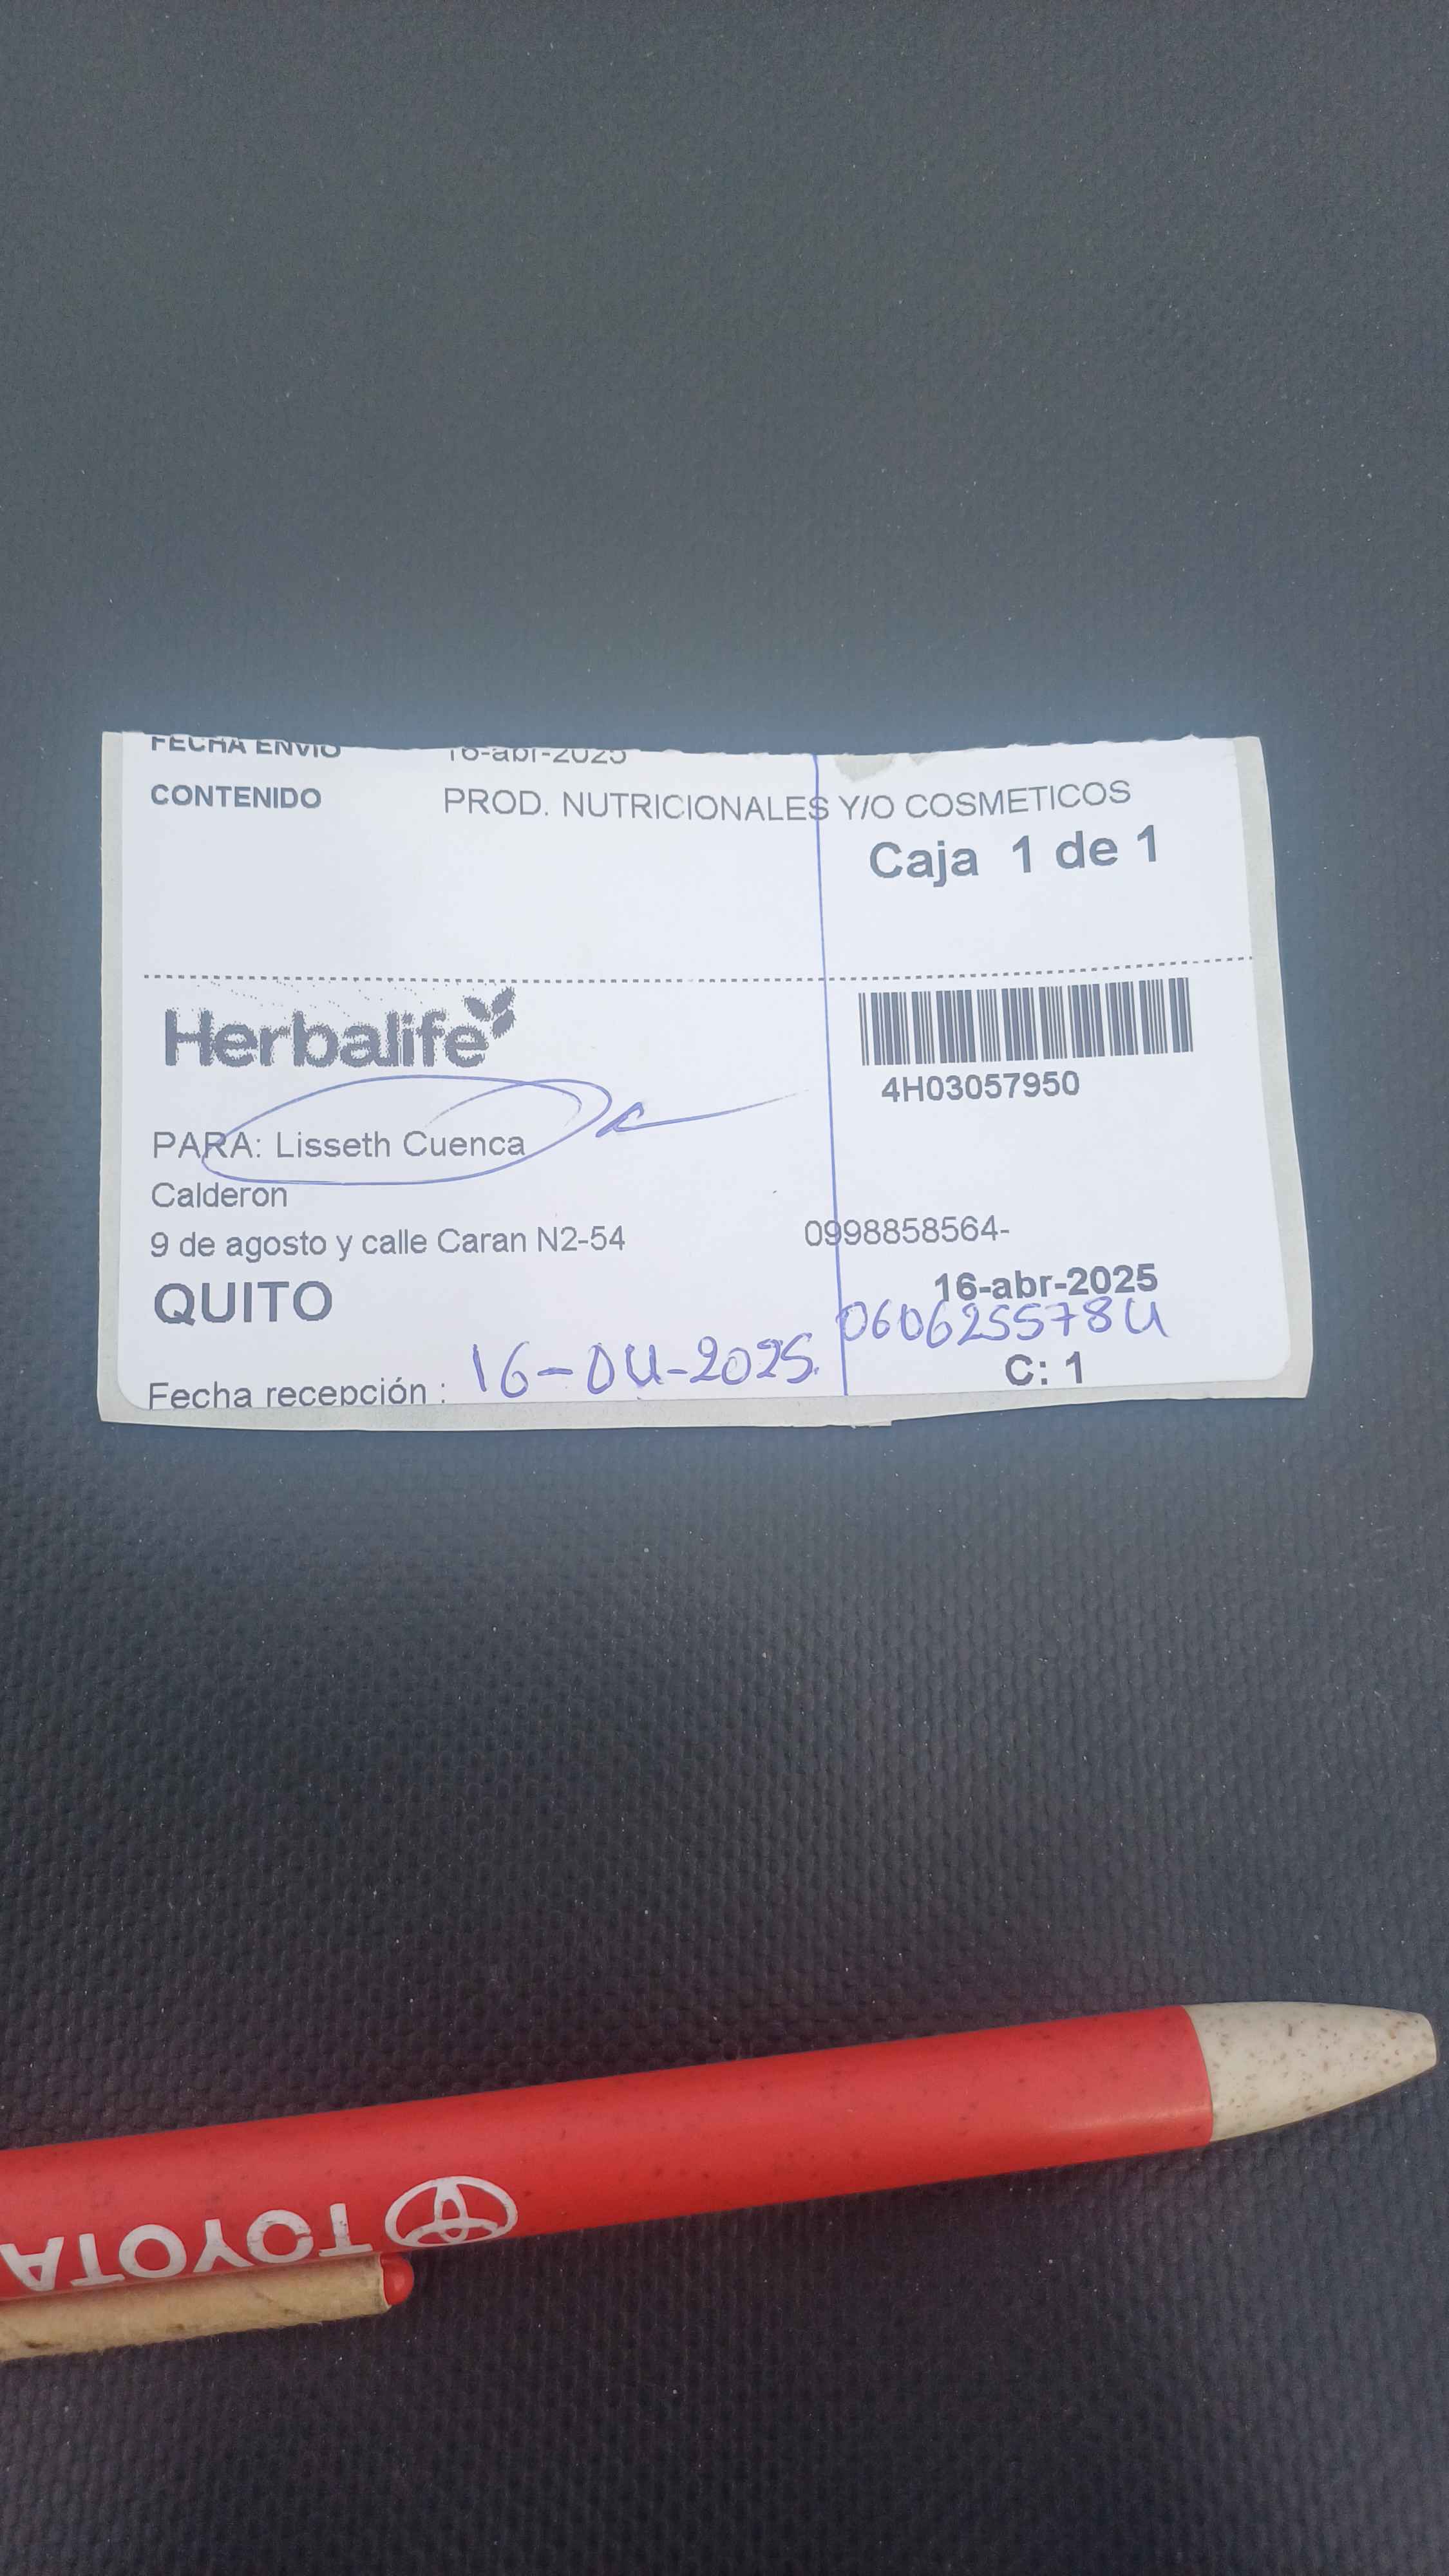 FECHA ENVIO 16-abr-2025
CONTENIDO PROD. NUTRICIONALES Y/O COSMETICOS
Caja 1 de 1
Herbalife
4H03057950
PARA: Lisseth Cuenca
Calderon
9 de agosto y calle Caran N2-54 0998858564-
QUITO 16-abr-2025
0606255784
C: 1
Fecha recepción : 16-04-2025.
TOYOTA